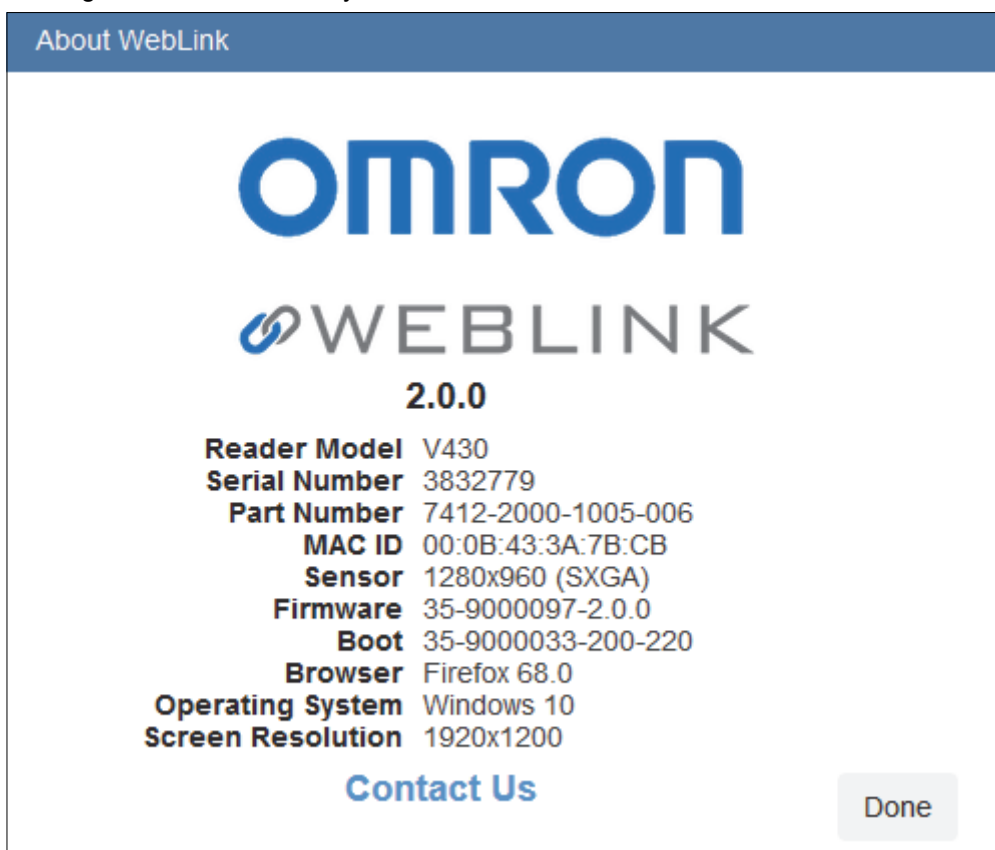 About WebLink
OMRON
WEBLINK
2.0.0
Reader Model V430
Serial Number 3832779
Part Number 7412-2000-1005-006
MAC ID 00:0B:43:3A:7B:CB
Sensor 1280x960 (SXGA)
Firmware 35-9000097-2.0.0
Boot 35-9000033-200-220
Browser Firefox 68.0
Operating System Windows 10
Screen Resolution 1920x1200
Contact Us
Done